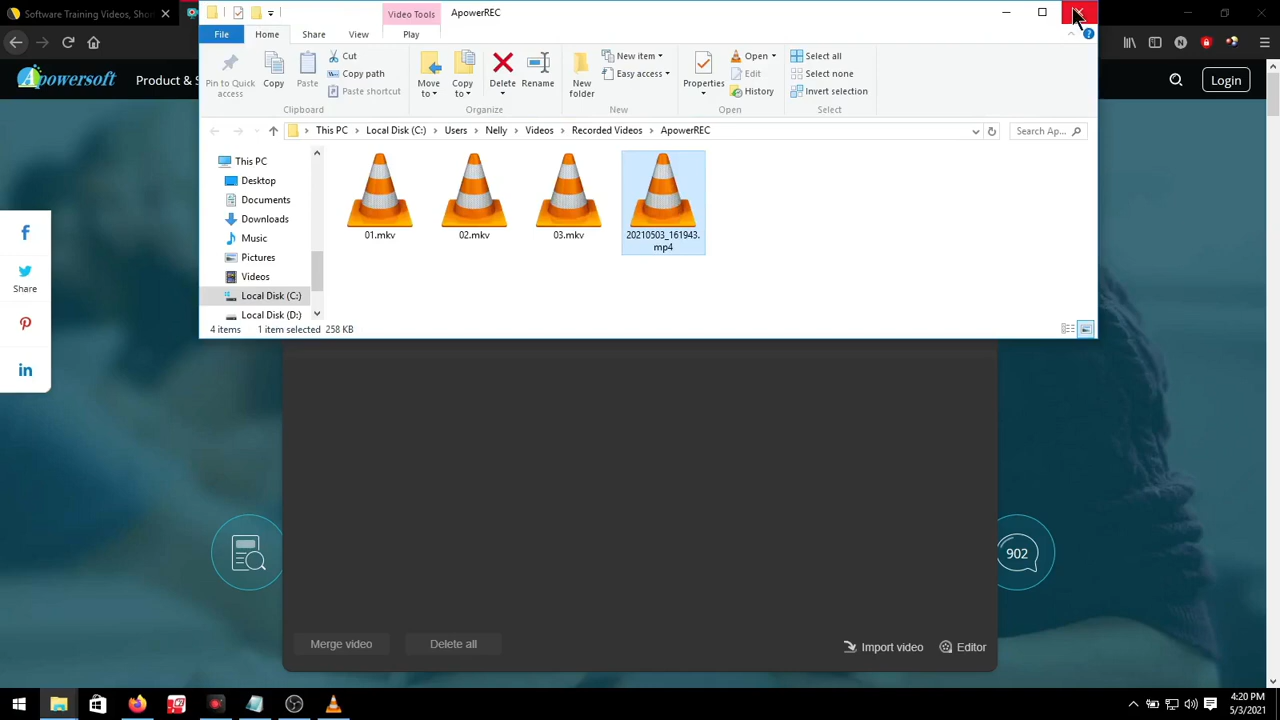 Software Training Videos, Shor
Video Tools
ApowerREC
File
Home
Share
View
Play
Apowersoft
Product &
Login
Pin to Quick access
Copy
Paste
Cut
Copy path
Paste shortcut
Clipboard
Move to
Copy to
Delete
Rename
Organize
New folder
New item
Easy access
New
Properties
Open
Edit
History
Open
Select all
Select none
Invert selection
Select
This PC
Local Disk (C:)
Users
Nelly
Videos
Recorded Videos
ApowerREC
Search Ap...
This PC
Desktop
Documents
Downloads
Music
Pictures
Videos
Local Disk (C:)
Local Disk (D:)
01.mkv
02.mkv
03.mkv
20210503_161943.
mp4
4 items
1 item selected 258 KB
Share
902
Merge video
Delete all
Import video
Editor
4:20 PM
5/3/2021